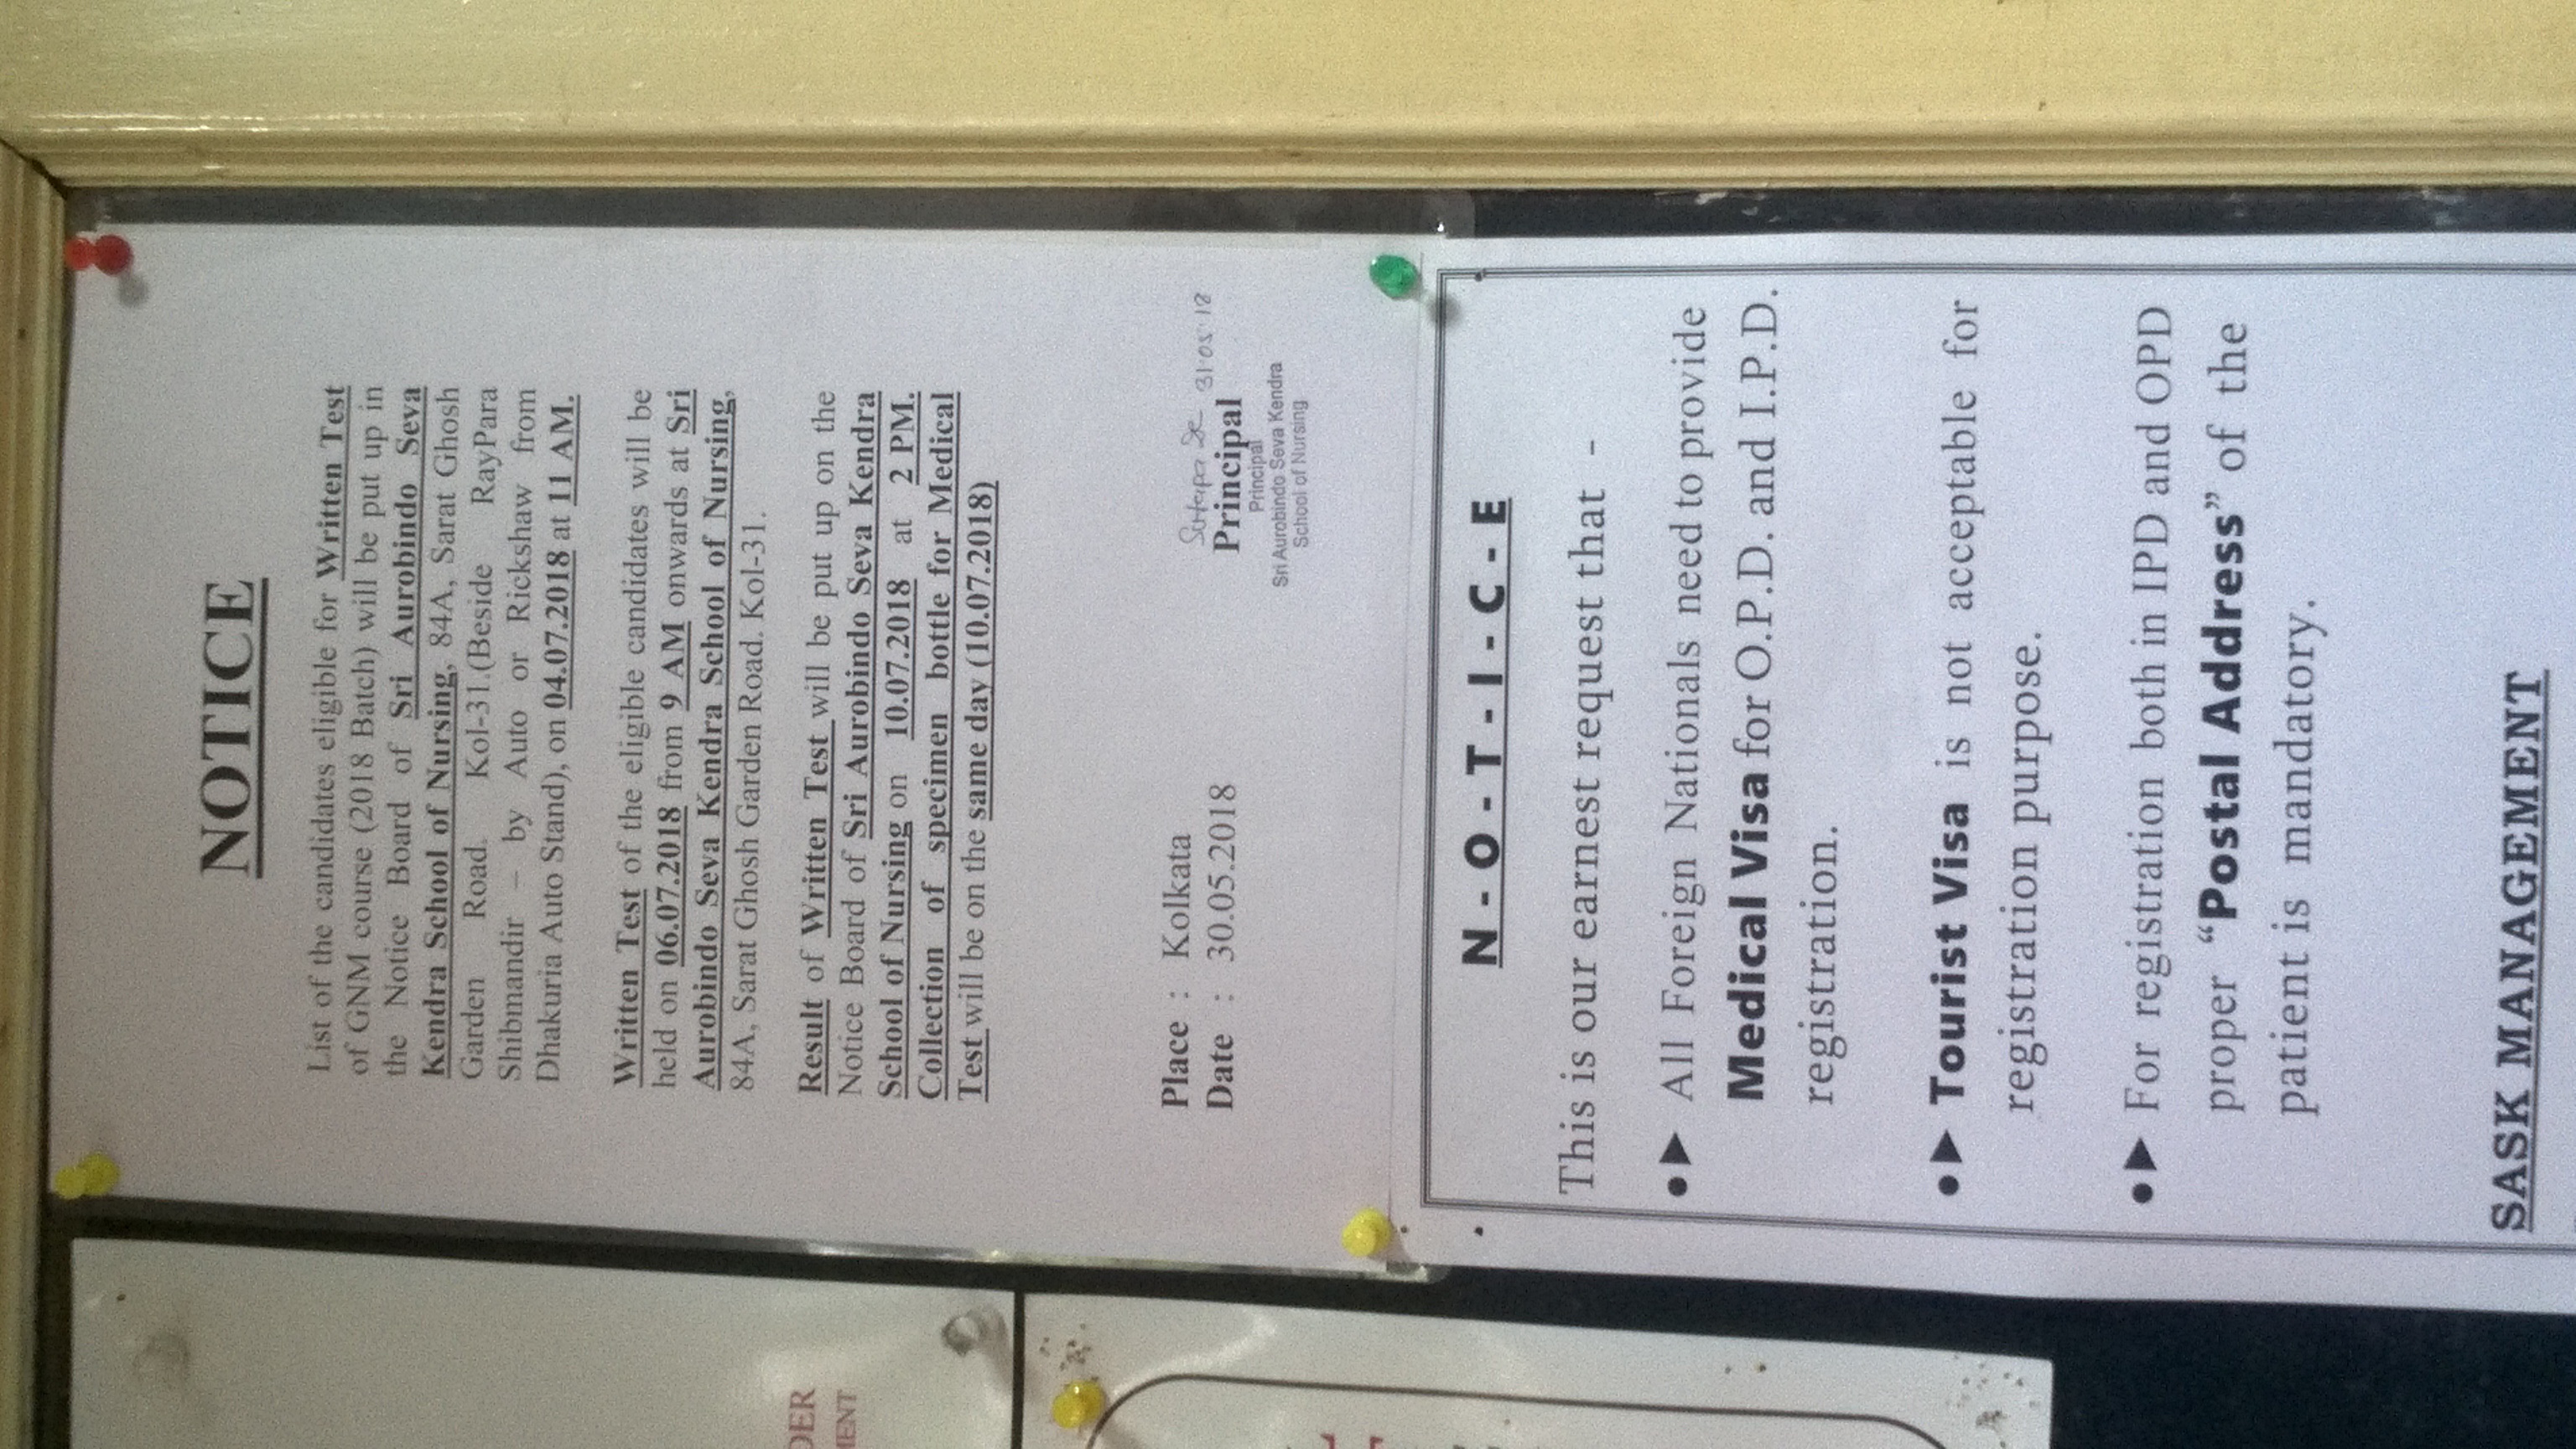 DER
MENT
NOTICE
List of the candidates eligible for Written Test
of GNM course (2018 Batch) will be put up in
the Notice Board of Sri Aurobindo Seva
Kendra School of Nursing, 84A, Sarat Ghosh
Garden Road. Kol-31.(Beside RayPara
Shibmandir – by Auto or Rickshaw from
Dhakuria Auto Stand), on 04.07.2018 at 11 AM.
Written Test of the eligible candidates will be
held on 06.07.2018 from 9 AM onwards at Sri
Aurobindo Seva Kendra School of Nursing,
84A, Sarat Ghosh Garden Road. Kol-31.
Result of Written Test will be put up on the
Notice Board of Sri Aurobindo Seva Kendra
School of Nursing on 10.07.2018 at 2 PM.
Collection of specimen bottle for Medical
Test will be on the same day (10.07.2018)
Place : Kolkata
Date : 30.05.2018
31.05.18
Principal
Principal
Sri Aurobindo Seva Kendra
School of Nursing
N - O - T - I - C - E
This is our earnest request that -
●► All Foreign Nationals need to provide
Medical Visa for O.P.D. and I.P.D.
registration.
●► Tourist Visa is not acceptable for
registration purpose.
●► For registration both in IPD and OPD
proper “Postal Address” of the
patient is mandatory.
SASK MANAGEMENT